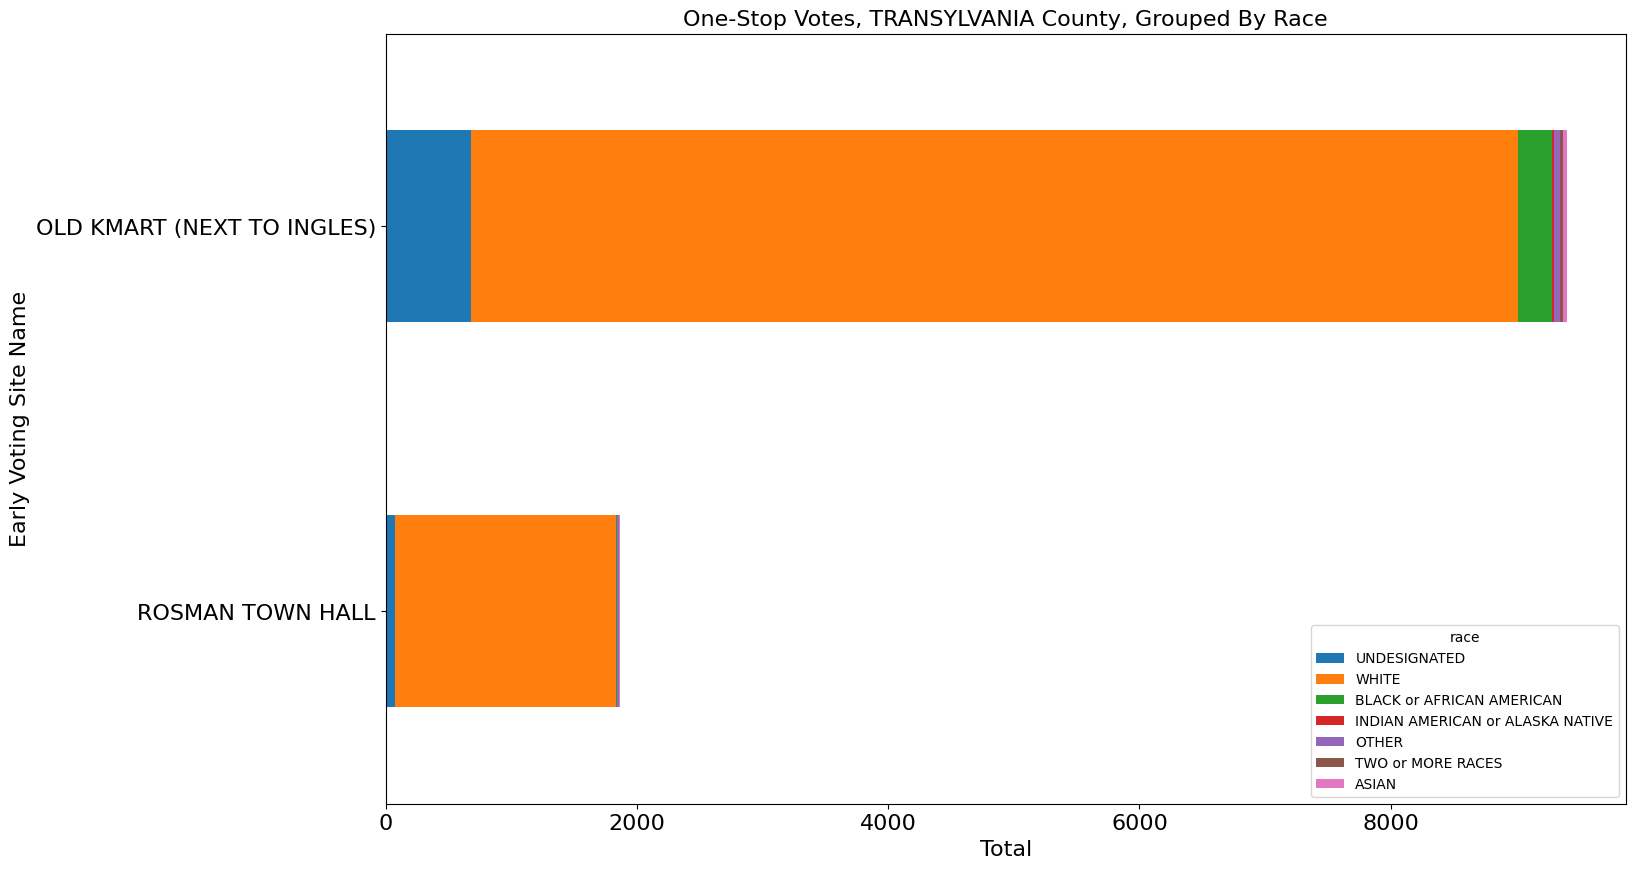 One-Stop Votes, TRANSYLVANIA County, Grouped By Race
Early Voting Site Name
OLD KMART (NEXT TO INGLES)
ROSMAN TOWN HALL
race
UNDESIGNATED
WHITE
BLACK or AFRICAN AMERICAN
INDIAN AMERICAN or ALASKA NATIVE
OTHER
TWO or MORE RACES
ASIAN
0 2000 4000 6000 8000
Total